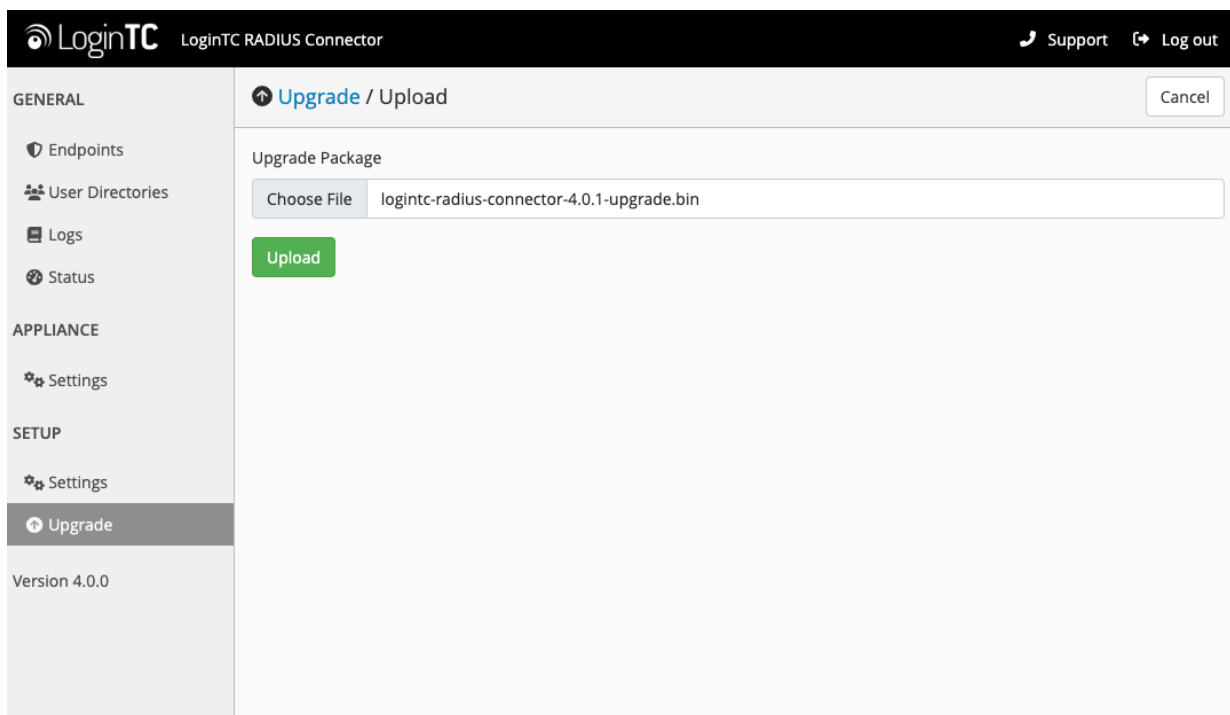 LoginTC LoginTC RADIUS Connector Support Log out
GENERAL
Endpoints
User Directories
Logs
Status
APPLIANCE
Settings
SETUP
Settings
Upgrade
Version 4.0.0
Upgrade / Upload Cancel
Upgrade Package
Choose File logintc-radius-connector-4.0.1-upgrade.bin
Upload